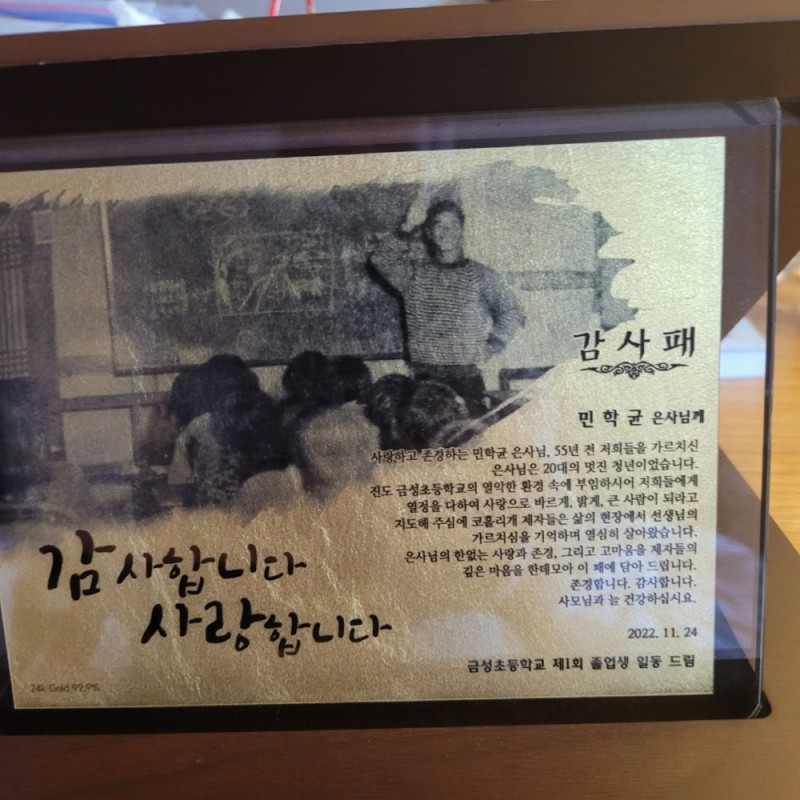 감사패
민학균 은사님께
사랑하고 존경하는 민학균 은사님, 55년 전 저희들을 가르치신
은사님은 20대의 멋진 청년이었습니다.
진도 금성초등학교의 열악한 환경 속에 부임하시어 저희들에게
열정을 다하여 사랑으로 바르게, 밝게, 큰 사람이 되라고
지도해 주심에 코흘리개 제자들은 삶의 현장에서 선생님의
가르치심을 기억하며 열심히 살아왔습니다.
은사님의 한없는 사랑과 존경, 그리고 고마움을 제자들의
깊은 마음을 한데모아 이 패에 담아 드립니다.
존경합니다. 감사합니다.
사모님과 늘 건강하십시요.
2022. 11. 24
금성초등학교 제1회 졸업생 일동 드림
감사합니다
사랑합니다
24k Gold 99.9%